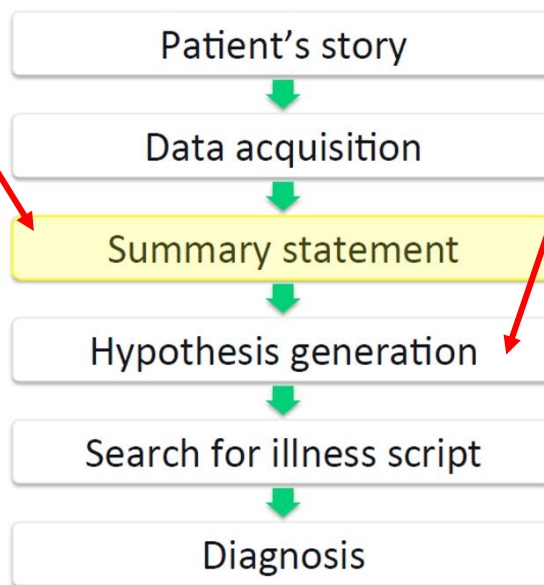 Patient’s story
Data acquisition
Summary statement
Hypothesis generation
Search for illness script
Diagnosis